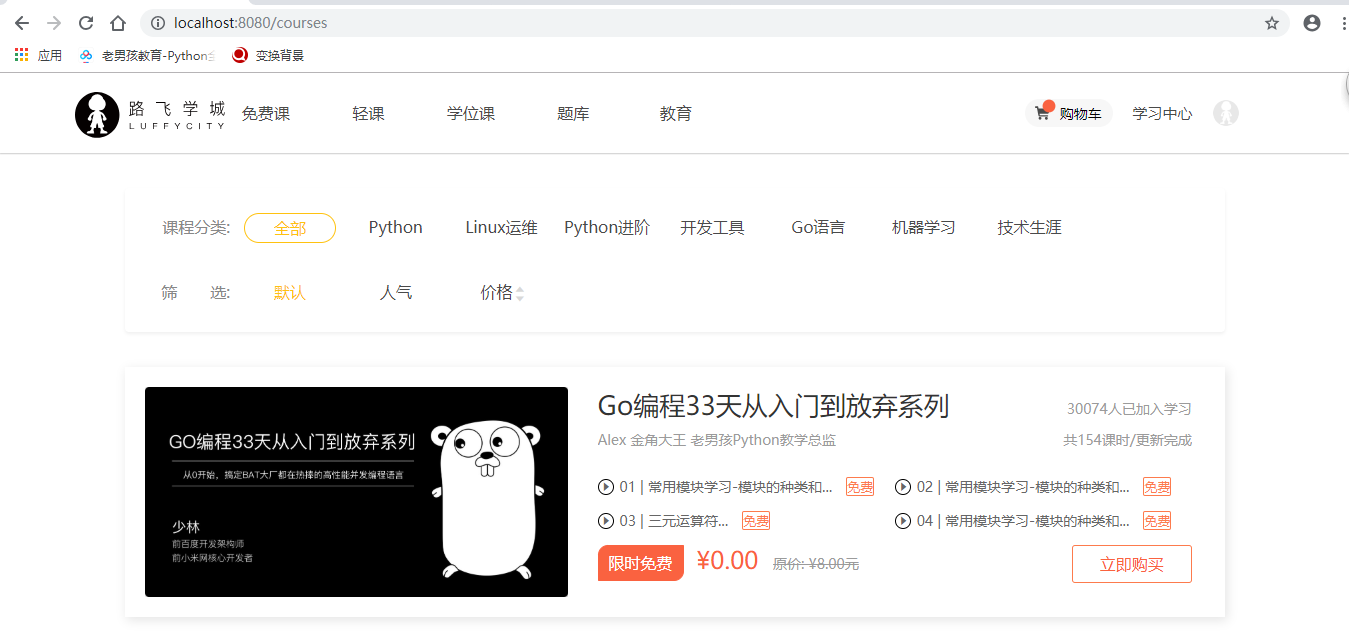 localhost:8080/courses
应用 老男孩教育-Python 变换背景
路飞学城 免费课 轻课 学位课 题库 教育 购物车 学习中心
LUFFYCITY
课程分类: 全部 Python Linux运维 Python进阶 开发工具 Go语言 机器学习 技术生涯
筛 选: 默认 人气 价格
GO编程33天从入门到放弃系列
从0开始，搞定BAT大厂都在热捧的高性能并发编程语言
少林
前百度开发架构师
前小米网核心开发者
Go编程33天从入门到放弃系列 30074人已加入学习
Alex 金角大王 老男孩Python教学总监 共154课时/更新完成
01 | 常用模块学习-模块的种类和... 免费 02 | 常用模块学习-模块的种类和... 免费
03 | 三元运算符... 免费 04 | 常用模块学习-模块的种类和... 免费
限时免费 ¥0.00 原价: ¥8.00元 立即购买